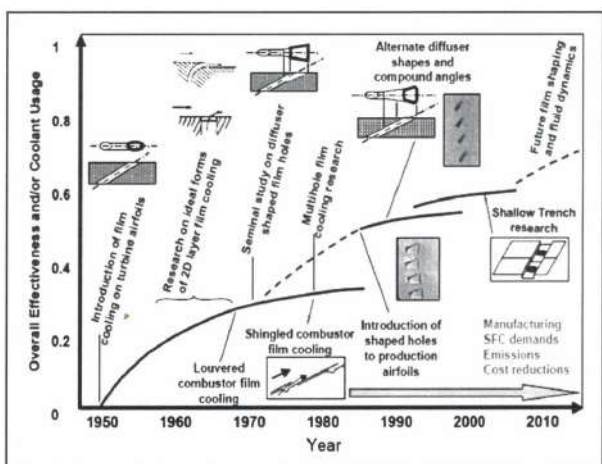 Overall Effectiveness and/or Coolant Usage
1
0.8
0.6
0.4
0.2
0
Introduction of film
cooling on turbine airfoils
Research on ideal forms
of 2D layer film cooling
Seminal study on diffuser
shaped film holes
Multihole film
cooling research
Alternate diffuser
shapes and
compound angles
Future film shaping
and fluid dynamics
Shallow Trench
research
Louvered
combustor film
cooling
Shingled combustor
film cooling
Introduction of
shaped holes
to production
airfoils
Manufacturing
SFC demands
Emissions
Cost reductions
1950
1960
1970
1980
1990
2000
2010
Year